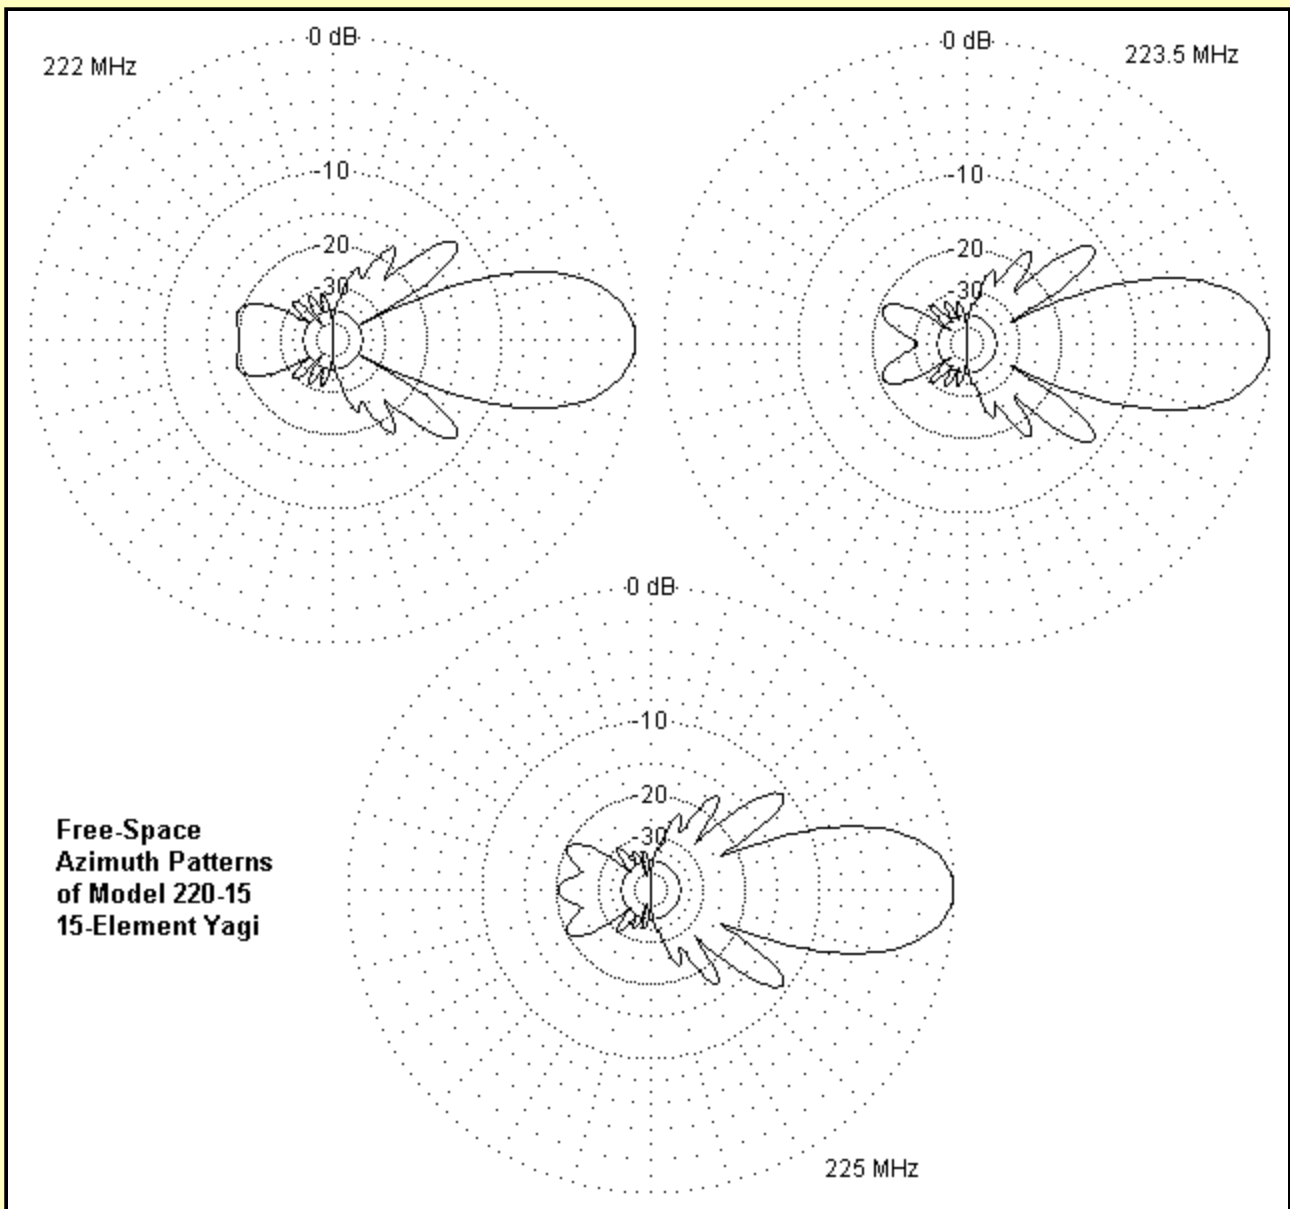 0 dB
222 MHz
-10
-20
-30
0 dB
223.5 MHz
-10
-20
-30
0 dB
-10
-20
-30
Free-Space
Azimuth Patterns
of Model 220-15
15-Element Yagi
225 MHz